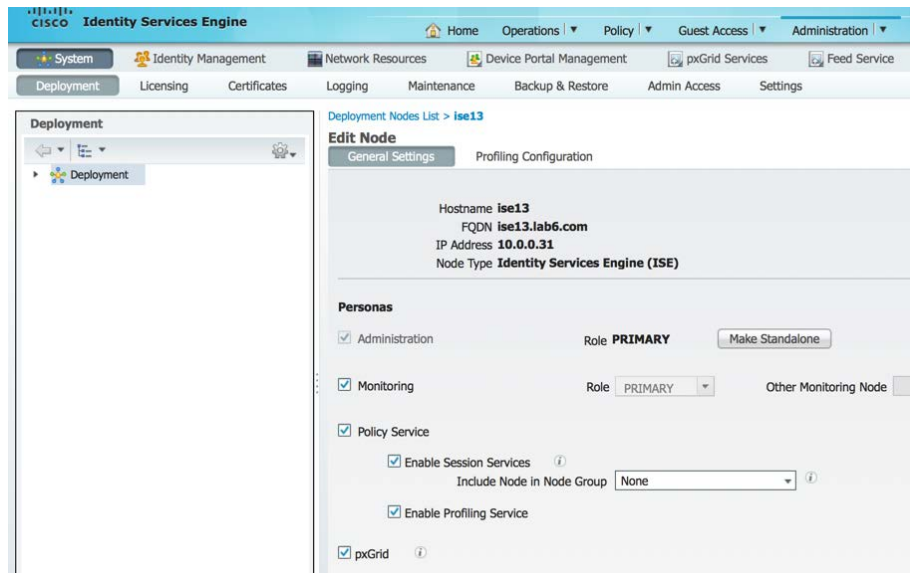 CISCO Identity Services Engine
Home Operations Policy Guest Access Administration
System Identity Management Network Resources Device Portal Management pxGrid Services Feed Service
Deployment Licensing Certificates Logging Maintenance Backup & Restore Admin Access Settings
Deployment
Deployment
Deployment Nodes List > ise13
Edit Node
General Settings Profiling Configuration
Hostname ise13
FQDN ise13.lab6.com
IP Address 10.0.0.31
Node Type Identity Services Engine (ISE)
Personas
Administration Role PRIMARY Make Standalone
Monitoring Role PRIMARY Other Monitoring Node
Policy Service
Enable Session Services
Include Node in Node Group None
Enable Profiling Service
pxGrid